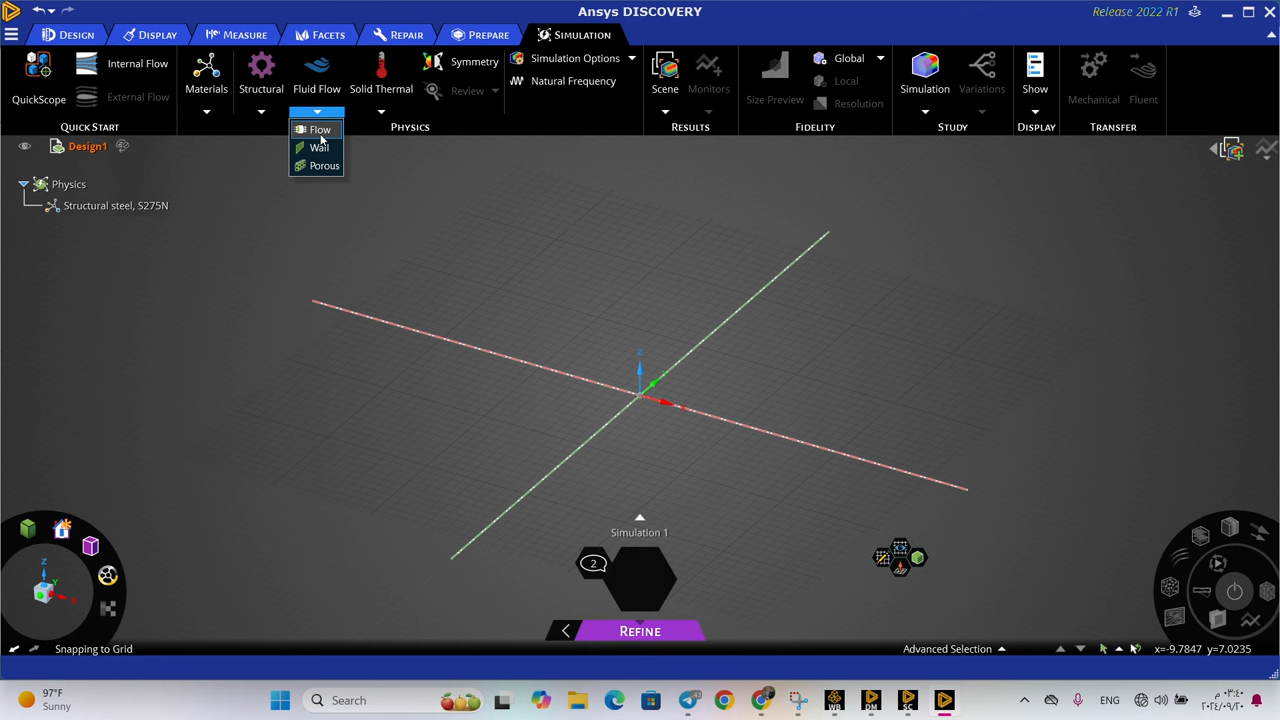 Ansys DISCOVERY
Release 2022 R1
DESIGN
DISPLAY
MEASURE
FACETS
REPAIR
PREPARE
SIMULATION
QuickScope
Internal Flow
External Flow
QUICK START
Materials
Structural
Fluid Flow
Solid Thermal
Symmetry
Review
PHYSICS
Simulation Options
Natural Frequency
Scene
Monitors
RESULTS
Size Preview
Global
Local
Resolution
FIDELITY
Simulation
Variations
STUDY
Show
DISPLAY
Mechanical
Fluent
TRANSFER
Flow
Wall
Porous
Design1
Physics
Structural steel, S275N
Z
Simulation 1
2
REFINE
Z
Y
X
Snapping to Grid
Advanced Selection
x=-9.7847 y=7.0235
97°F
Sunny
Search
WB
DM
SC
ENG